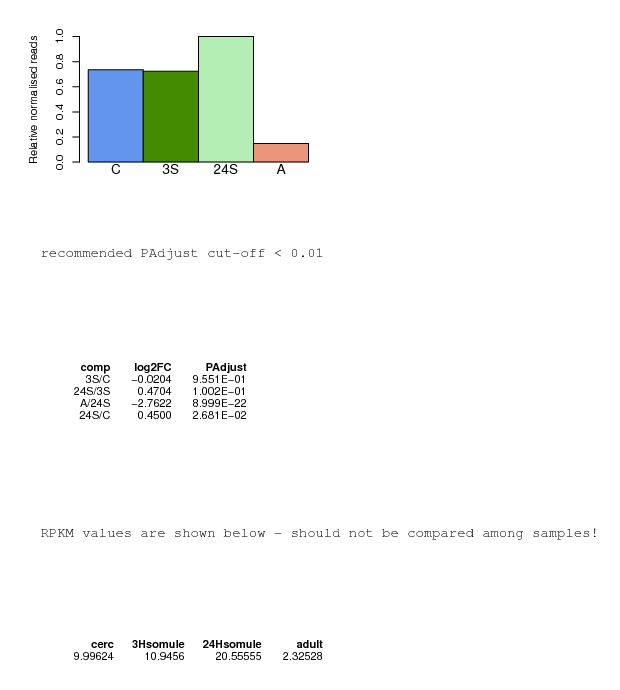 Relative normalised reads
1.0
0.8
0.6
0.4
0.2
0.0
C 3S 24S A
recommended PAdjust cut-off < 0.01
comp log2FC PAdjust
3S/C −0.0204 9.551E−01
24S/3S 0.4704 1.002E−01
A/24S −2.7622 8.999E−22
24S/C 0.4500 2.681E−02
RPKM values are shown below - should not be compared among samples!
cerc 3Hsomule 24Hsomule adult
9.99624 10.9456 20.55555 2.32528